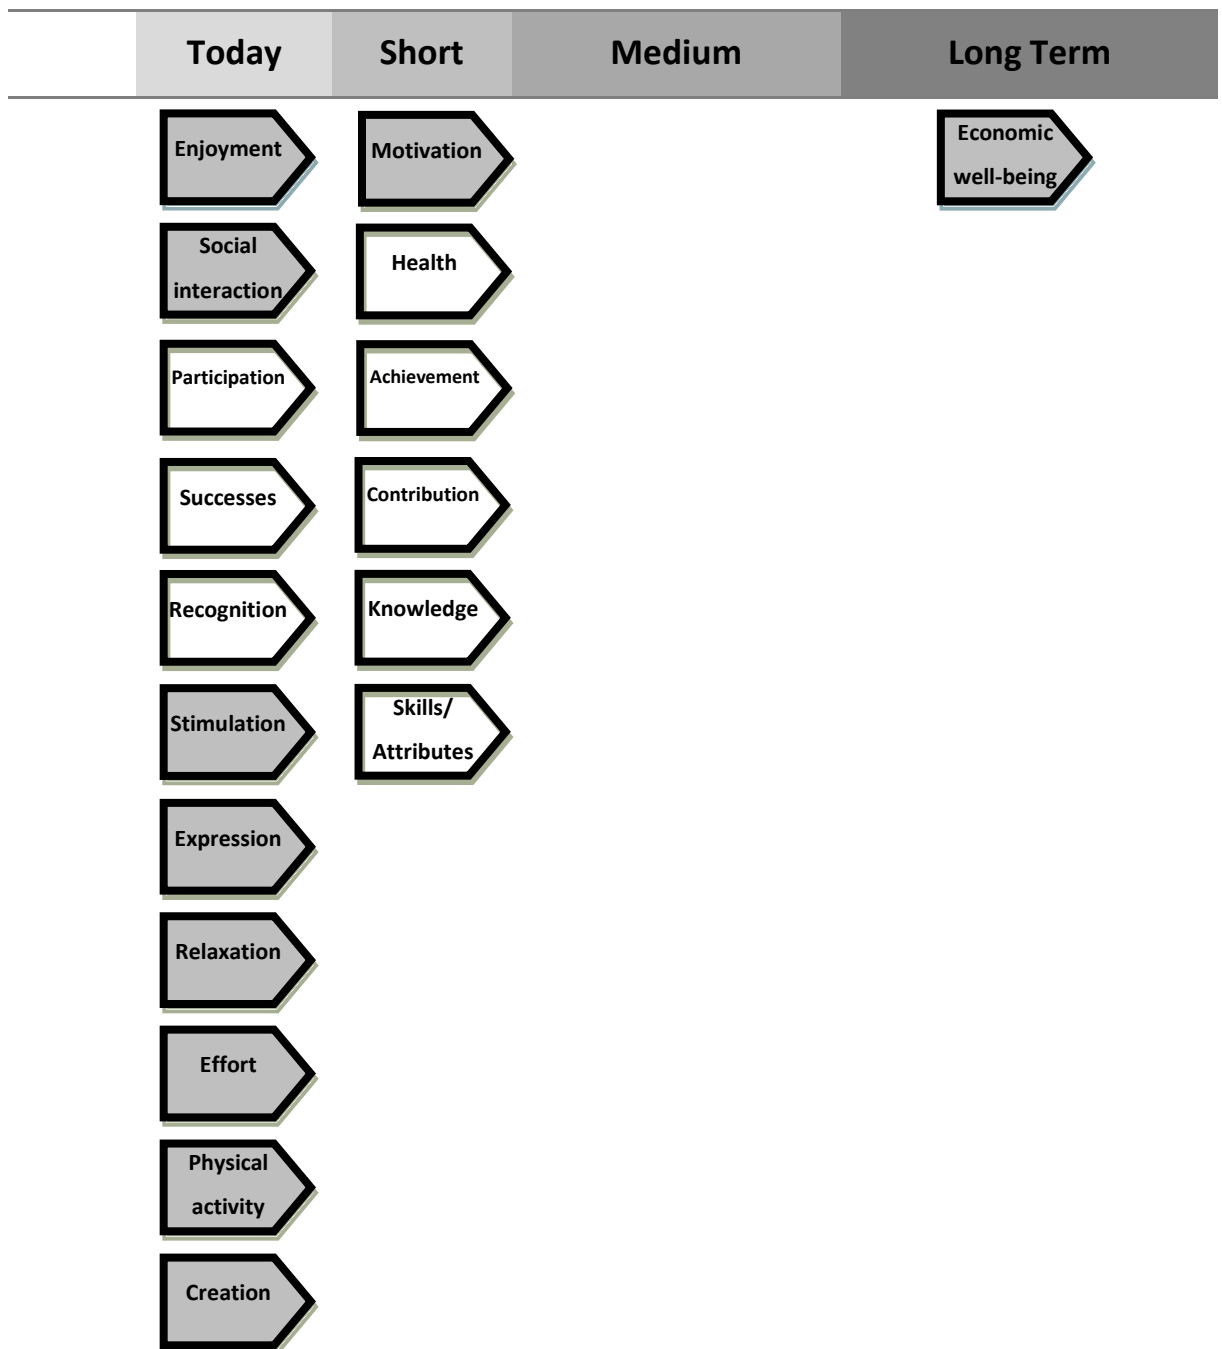 Today Short Medium Long Term
Enjoyment Motivation Economic
well-being
Social
interaction
Health
Participation Achievement
Successes Contribution
Recognition Knowledge
Stimulation
Skills/
Attributes
Expression
Relaxation
Effort
Physical
activity
Creation